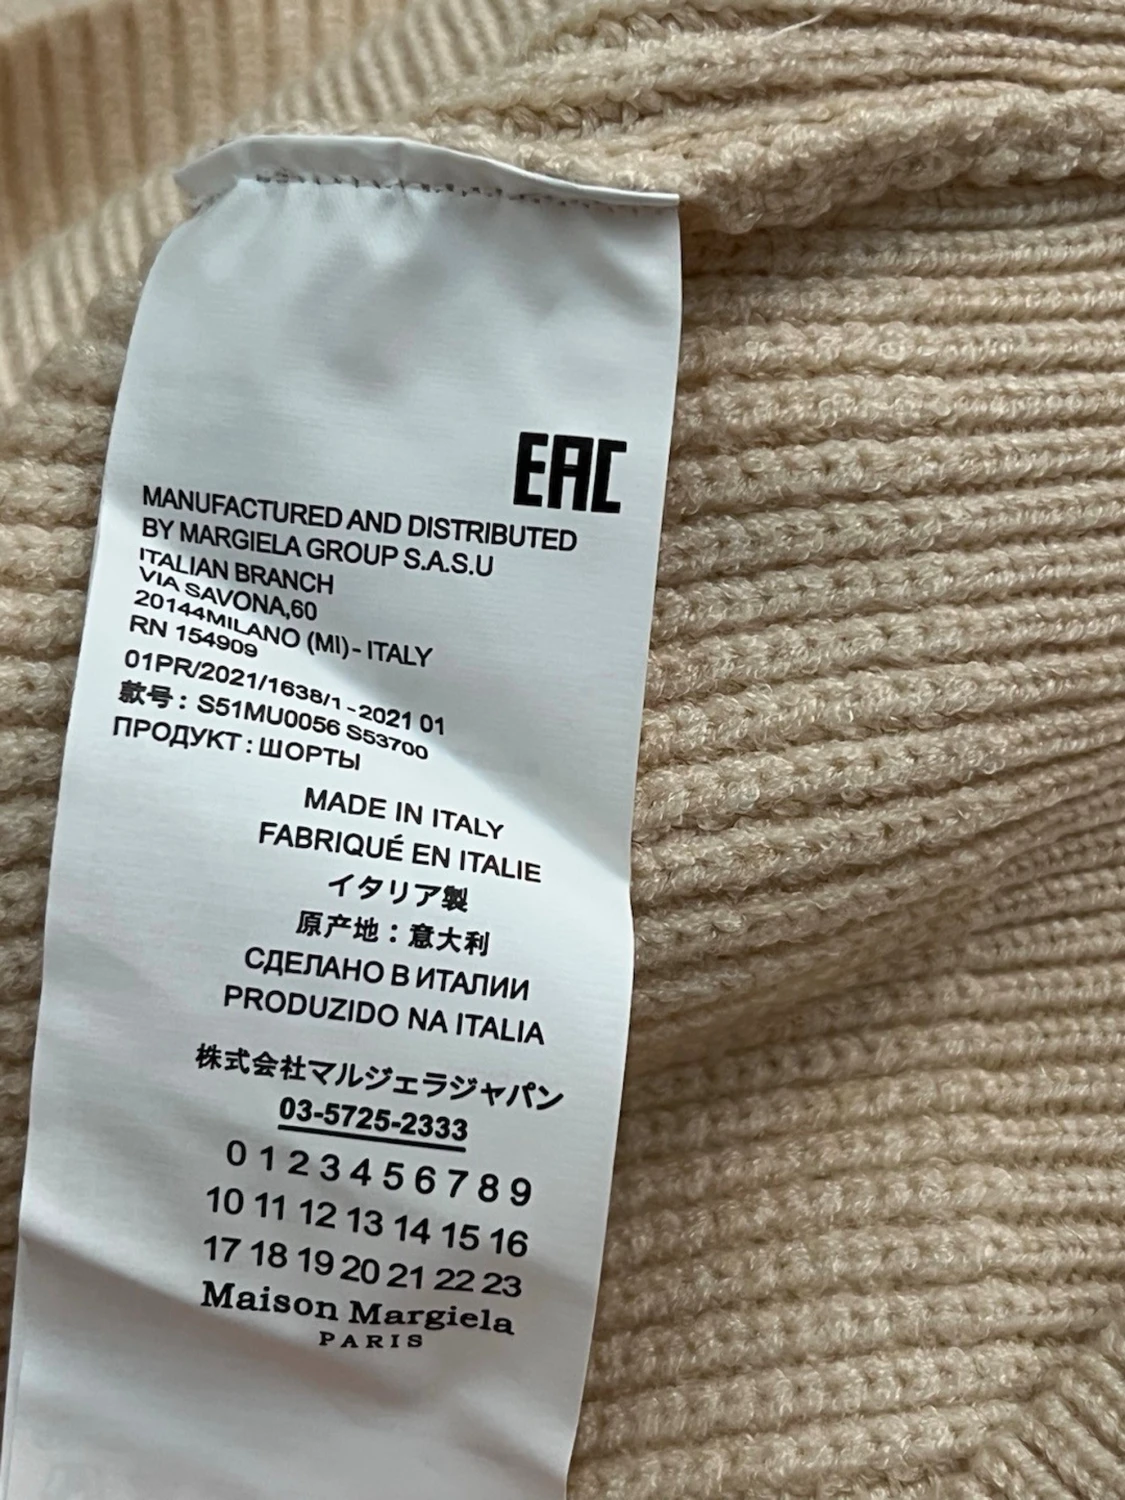 EAC
MANUFACTURED AND DISTRIBUTED
BY MARGIELA GROUP S.A.S.U
ITALIAN BRANCH
VIA SAVONA,60
20144MILANO (MI)- ITALY
RN 154909
01PR/2021/1638/1-2021 01
款号: S51MU0056 S53700
ПРОДУКТ:ШОРТЫ
MADE IN ITALY
FABRIQUÉ EN ITALIE
イタリア製
原产地：意大利
СДЕЛАНО В ИТАЛИИ
PRODUZIDO NA ITALIA
株式会社マルジェラジャパン
03-5725-2333
0 1 2 3 4 5 6 7 8 9
10 11 12 13 14 15 16
17 18 19 20 21 22 23
Maison Margiela
PARIS